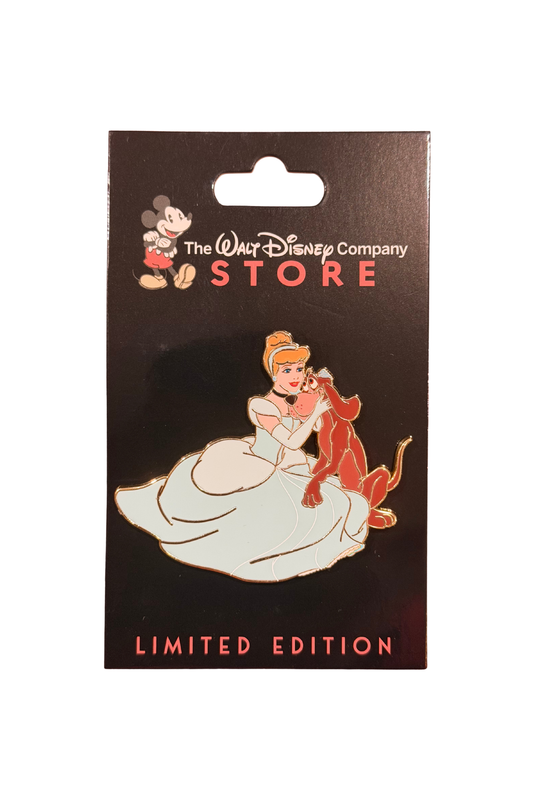 The WALT DISNEY Company
STORE
LIMITED EDITION